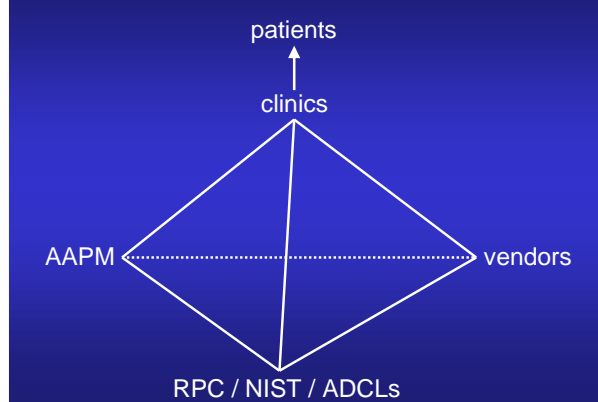 patients
clinics
AAPM
vendors
RPC / NIST / ADCLs